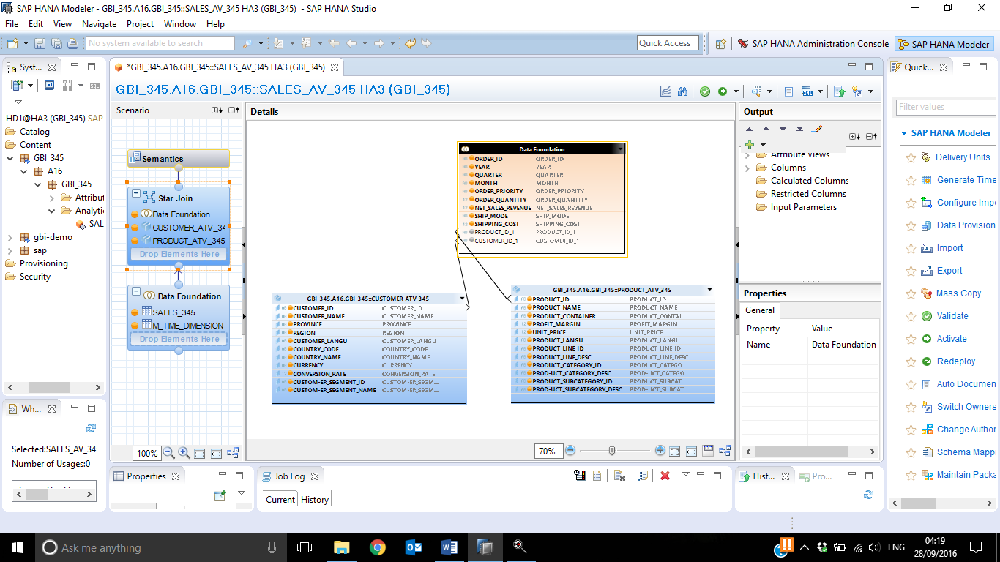 SAP HANA Modeler - GBI_345.A16.GBI_345::SALES_AV_345 HA3 (GBI_345) - SAP HANA Studio
File Edit View Navigate Project Window Help
No system available to search
Quick Access
SAP HANA Administration Console
SAP HANA Modeler
Syst...
HD1@HA3 (GBI_345) SAP
Catalog
Content
GBI_345
A16
GBI_345
Attribut
Analytic
SAL
gbi-demo
sap
Provisioning
Security
Wh...
Selected:SALES_AV_34
Number of Usages:0
*GBI_345.A16.GBI_345::SALES_AV_345 HA3 (GBI_345)
GBI_345.A16.GBI_345::SALES_AV_345 HA3 (GBI_345)
Scenario
Semantics
Star Join
Data Foundation
CUSTOMER_ATV_34
PRODUCT_ATV_345
Drop Elements Here
Data Foundation
SALES_345
M_TIME_DIMENSION
Drop Elements Here
100%
Details
Data Foundation
ORDER_ID ORDER_ID
YEAR YEAR
QUARTER QUARTER
MONTH MONTH
ORDER_PRIORITY ORDER_PRIORITY
ORDER_QUANTITY ORDER_QUANTITY
NET_SALES_REVENUE NET_SALES_REVENUE
SHIP_MODE SHIP_MODE
SHIPPING_COST SHIPPING_COST
PRODUCT_ID_1 PRODUCT_ID_1
CUSTOMER_ID_1 CUSTOMER_ID_1
GBI_345.A16.GBI_345::CUSTOMER_ATV_345
CUSTOMER_ID CUSTOMER_ID
CUSTOMER_NAME CUSTOMER_NAME
PROVINCE PROVINCE
REGION REGION
CUSTOMER_LANGU CUSTOMER_LANGU
COUNTRY_CODE COUNTRY_CODE
COUNTRY_NAME COUNTRY_NAME
CURRENCY CURRENCY
CONVERSION_RATE CONVERSION_RATE
CUSTOM-ER_SEGMENT_ID CUSTOM-ER_SEGM...
CUSTOM-ER_SEGMENT_NAME CUSTOM-ER_SEGM...
GBI_345.A16.GBI_345::PRODUCT_ATV_345
PRODUCT_ID PRODUCT_ID
PRODUCT_NAME PRODUCT_NAME
PRODUCT_CONTAINER PRODUCT_CONTAI...
PROFIT_MARGIN PROFIT_MARGIN
UNIT_PRICE UNIT_PRICE
PRODUCT_LANGU PRODUCT_LANGU
PRODUCT_LINE_ID PRODUCT_LINE_ID
PRODUCT_LINE_DESC PRODUCT_LINE_DESC
PRODUCT_CATEGORY_ID PRODUCT_CATEGO...
PROD-UCT_CATEGORY_DESC PROD-UCT_CATEGO...
PROD-UCT_SUBCATEGORY_ID PROD-UCT_SUBCAT...
PROD-UCT_SUBCATEGORY_DESC PROD-UCT_SUBCAT...
70%
Output
Attribute Views
Columns
Calculated Columns
Restricted Columns
Input Parameters
Properties
General
Property Value
Name Data Foundation
Quick...
Filter values
SAP HANA Modeler
Delivery Units
Generate Time
Configure Impo
Data Provision
Import
Export
Mass Copy
Validate
Activate
Redeploy
Auto Documen
Switch Owners
Change Author
Schema Mapp
Maintain Packa
Properties
Job Log
Current History
Hist...
Pro...
Ask me anything
ENG
04:19
28/09/2016